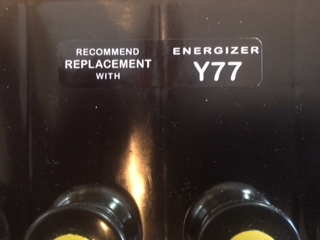 RECOMMEND
REPLACEMENT
WITH
ENERGIZER
Y77